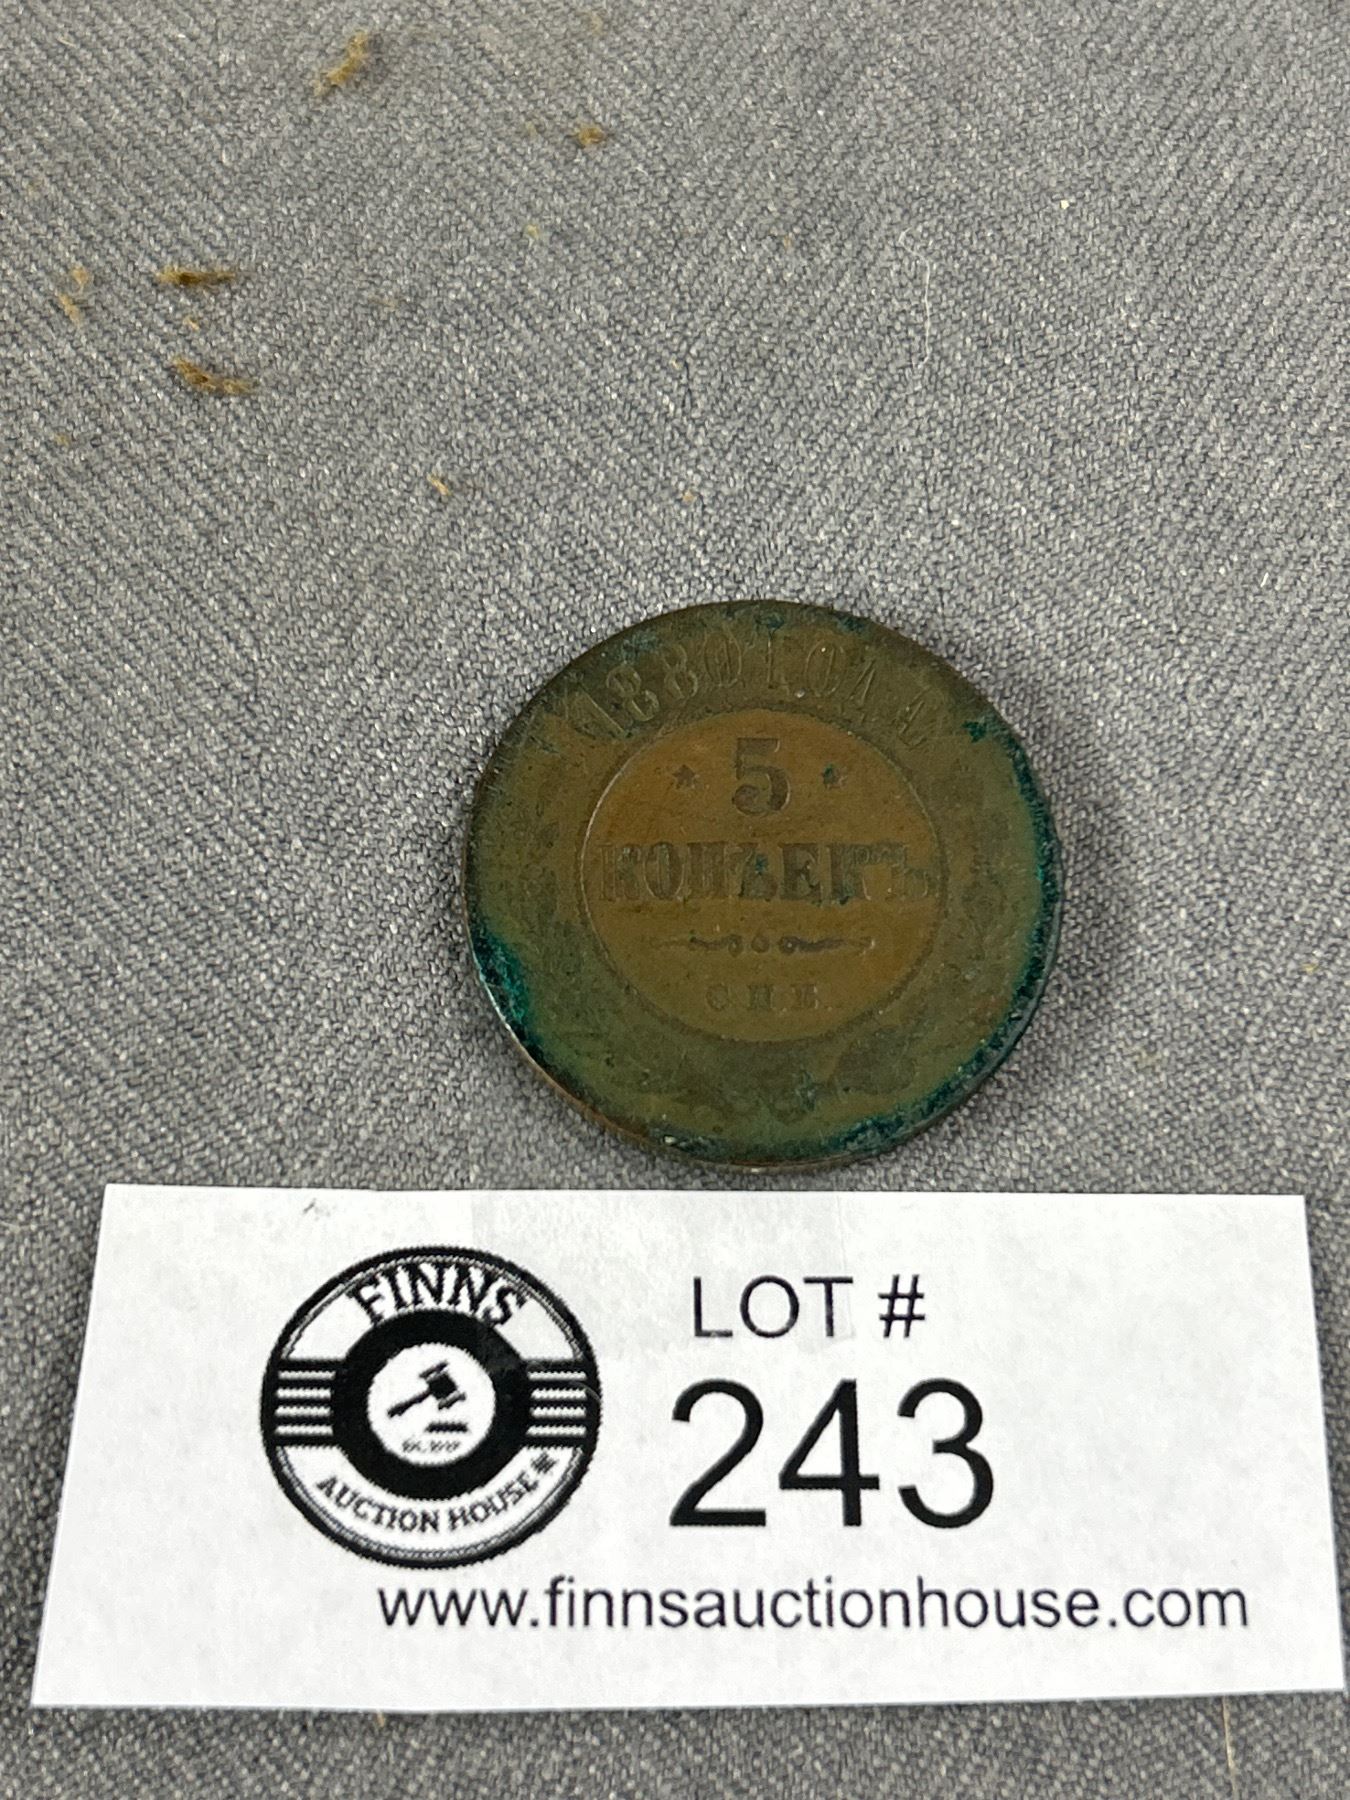 1880 ГОДА
* 5 *
КОПѢЕКЪ
С.П.Б.
FINNS
AUCTION HOUSE
LOT #
243
www.finnsauctionhouse.com